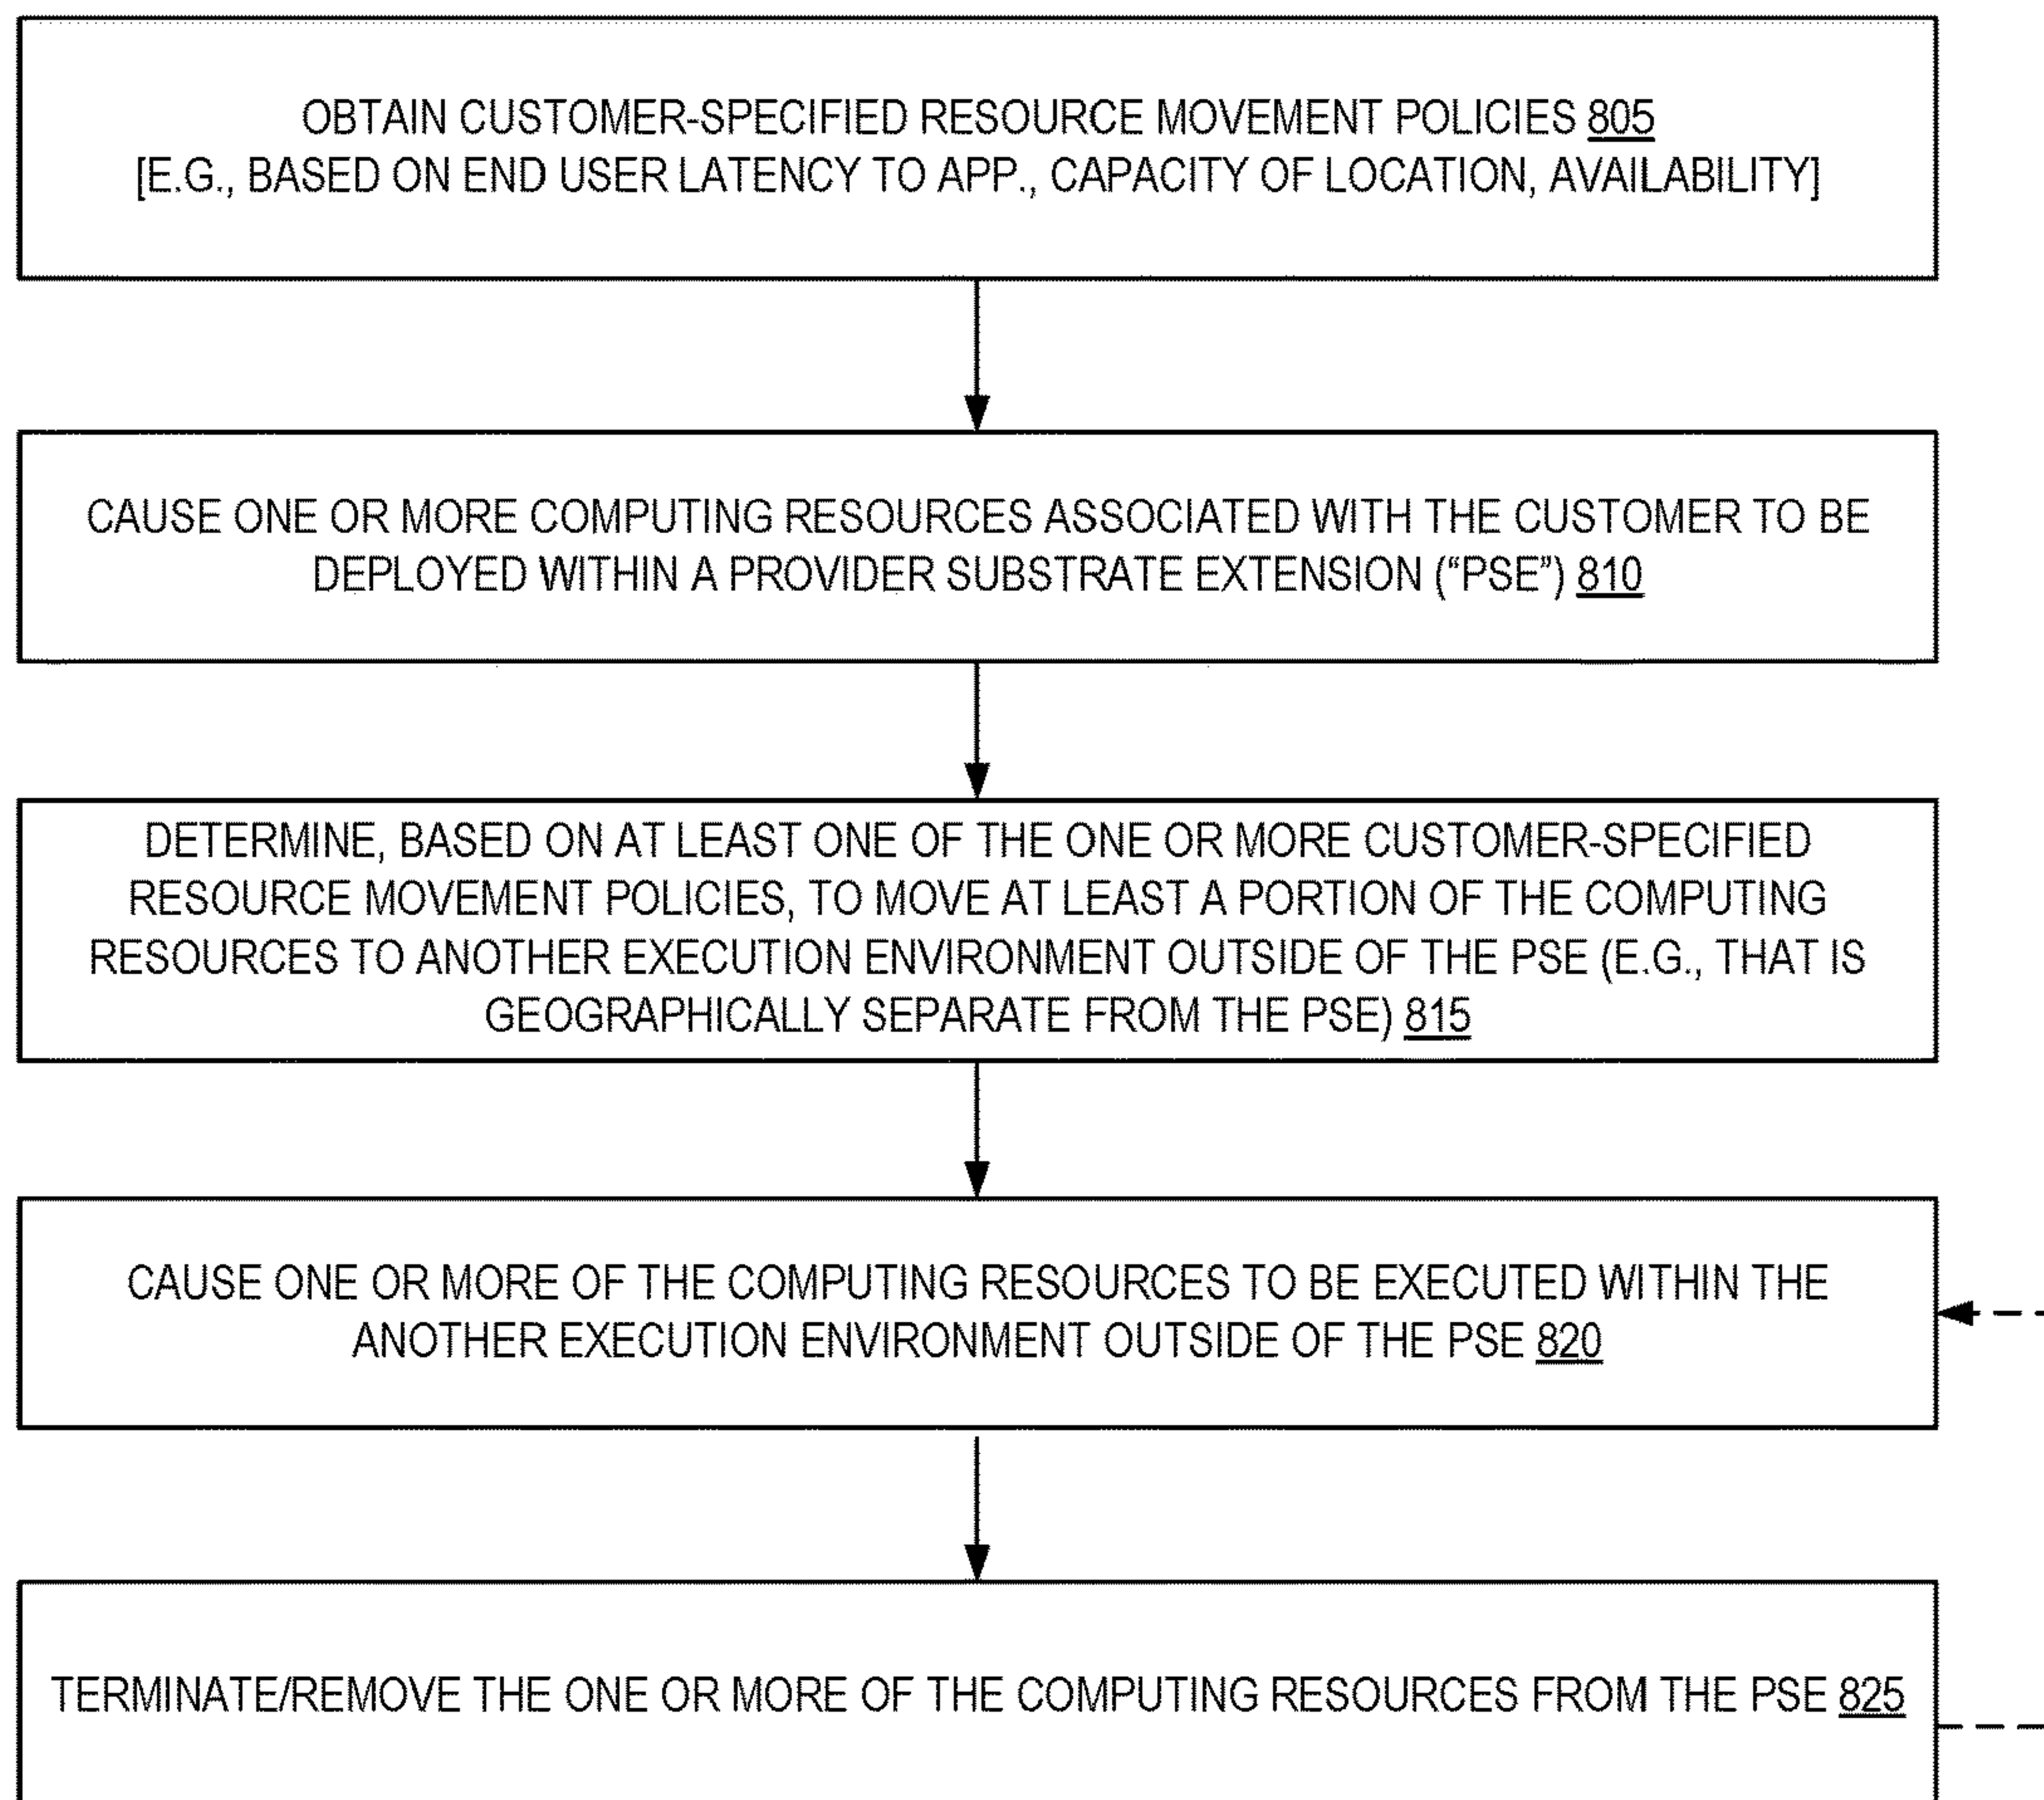 OBTAIN CUSTOMER-SPECIFIED RESOURCE MOVEMENT POLICIES 805
[E.G., BASED ON END USER LATENCY TO APP., CAPACITY OF LOCATION, AVAILABILITY]
CAUSE ONE OR MORE COMPUTING RESOURCES ASSOCIATED WITH THE CUSTOMER TO BE
DEPLOYED WITHIN A PROVIDER SUBSTRATE EXTENSION (“PSE”) 810
DETERMINE, BASED ON AT LEAST ONE OF THE ONE OR MORE CUSTOMER-SPECIFIED
RESOURCE MOVEMENT POLICIES, TO MOVE AT LEAST A PORTION OF THE COMPUTING
RESOURCES TO ANOTHER EXECUTION ENVIRONMENT OUTSIDE OF THE PSE (E.G., THAT IS
GEOGRAPHICALLY SEPARATE FROM THE PSE) 815
CAUSE ONE OR MORE OF THE COMPUTING RESOURCES TO BE EXECUTED WITHIN THE
ANOTHER EXECUTION ENVIRONMENT OUTSIDE OF THE PSE 820
TERMINATE/REMOVE THE ONE OR MORE OF THE COMPUTING RESOURCES FROM THE PSE 825